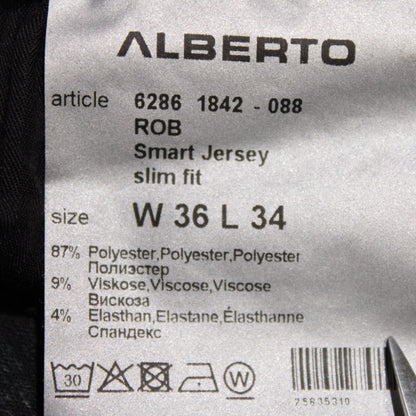 ALBERTO
article 6286 1842 - 088
ROB
Smart Jersey
slim fit
size W 36 L 34
87% Polyester,Polyester,Polyester
Полиэстер
9% Viskose,Viscose,Viscose
Вискоза
4% Elasthan,Elastane,Élasthanne
Спандекс
30 W
75835310